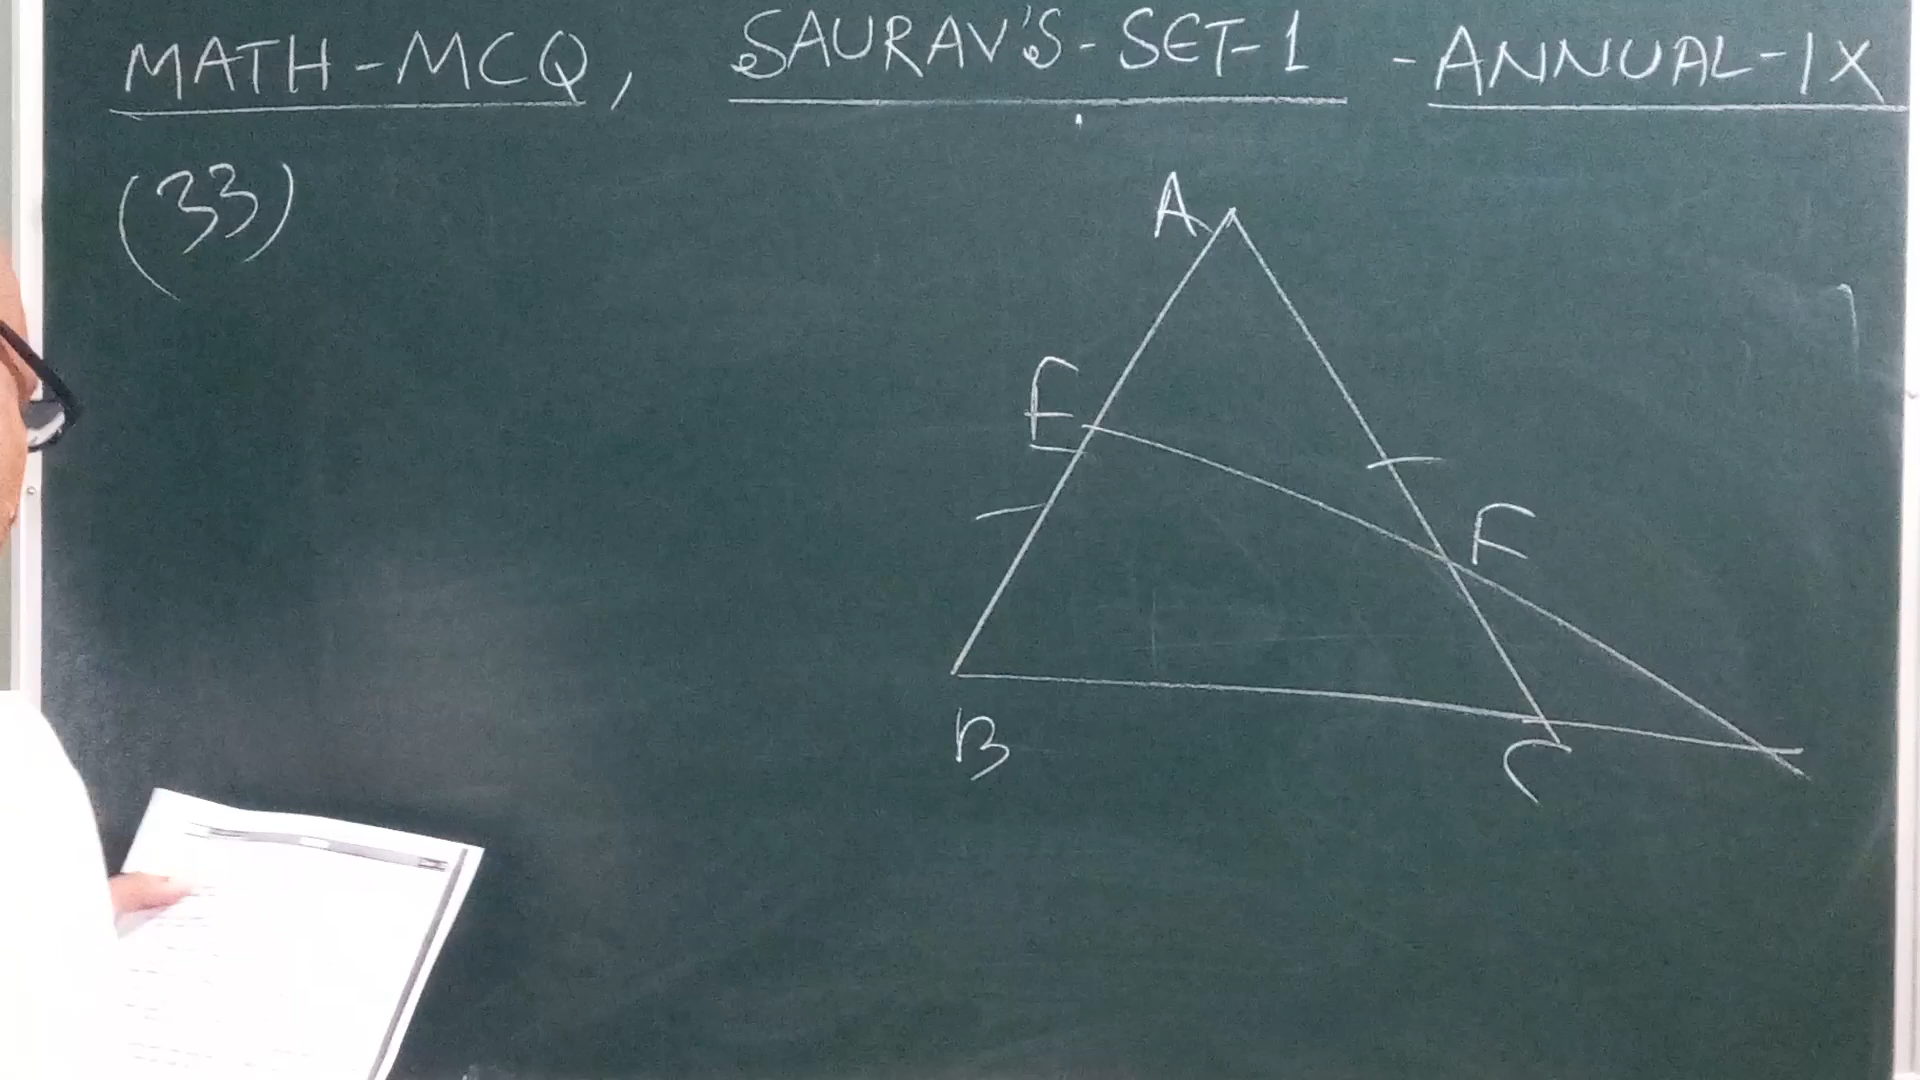 MATH-MCQ, SAURAV'S-SET-1 -ANNUAL-IX
(33)
A
E
F
B
C